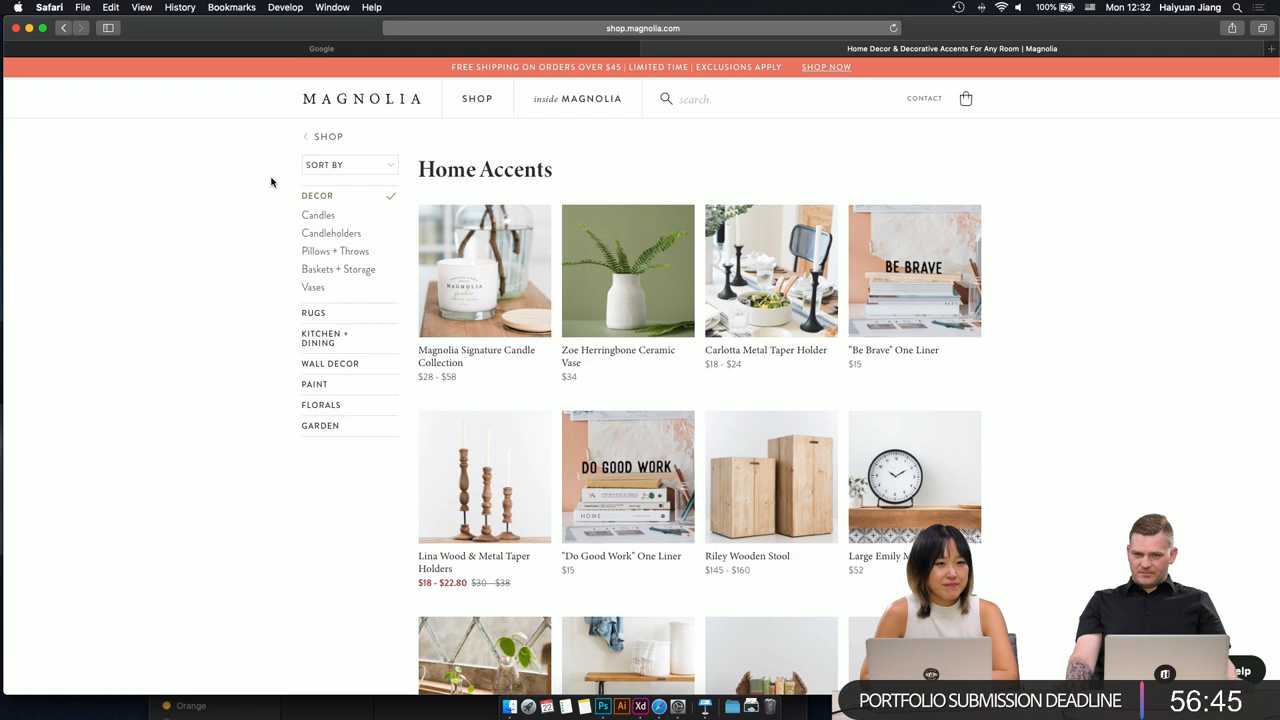 Safari File Edit View History Bookmarks Develop Window Help
100% Mon 12:32 Haiyuan Jiang
shop.magnolia.com
Google
Home Decor & Decorative Accents For Any Room | Magnolia
FREE SHIPPING ON ORDERS OVER $45 | LIMITED TIME | EXCLUSIONS APPLY SHOP NOW
MAGNOLIA
SHOP
inside MAGNOLIA
search
CONTACT
SHOP
SORT BY
DECOR
Candles
Candleholders
Pillows + Throws
Baskets + Storage
Vases
RUGS
KITCHEN +
DINING
WALL DECOR
PAINT
FLORALS
GARDEN
Home Accents
MAGNOLIA
BE BRAVE
Magnolia Signature Candle
Collection
$28 - $58
Zoe Herringbone Ceramic
Vase
$34
Carlotta Metal Taper Holder
$18 - $24
"Be Brave" One Liner
$15
DO GOOD WORK
HOME
Lina Wood & Metal Taper
Holders
$18 - $22.80 $30 - $38
"Do Good Work" One Liner
$15
Riley Wooden Stool
$145 - $160
Large Emily
$52
elp
Orange
Ps Ai Xd
PORTFOLIO SUBMISSION DEADLINE
56:45